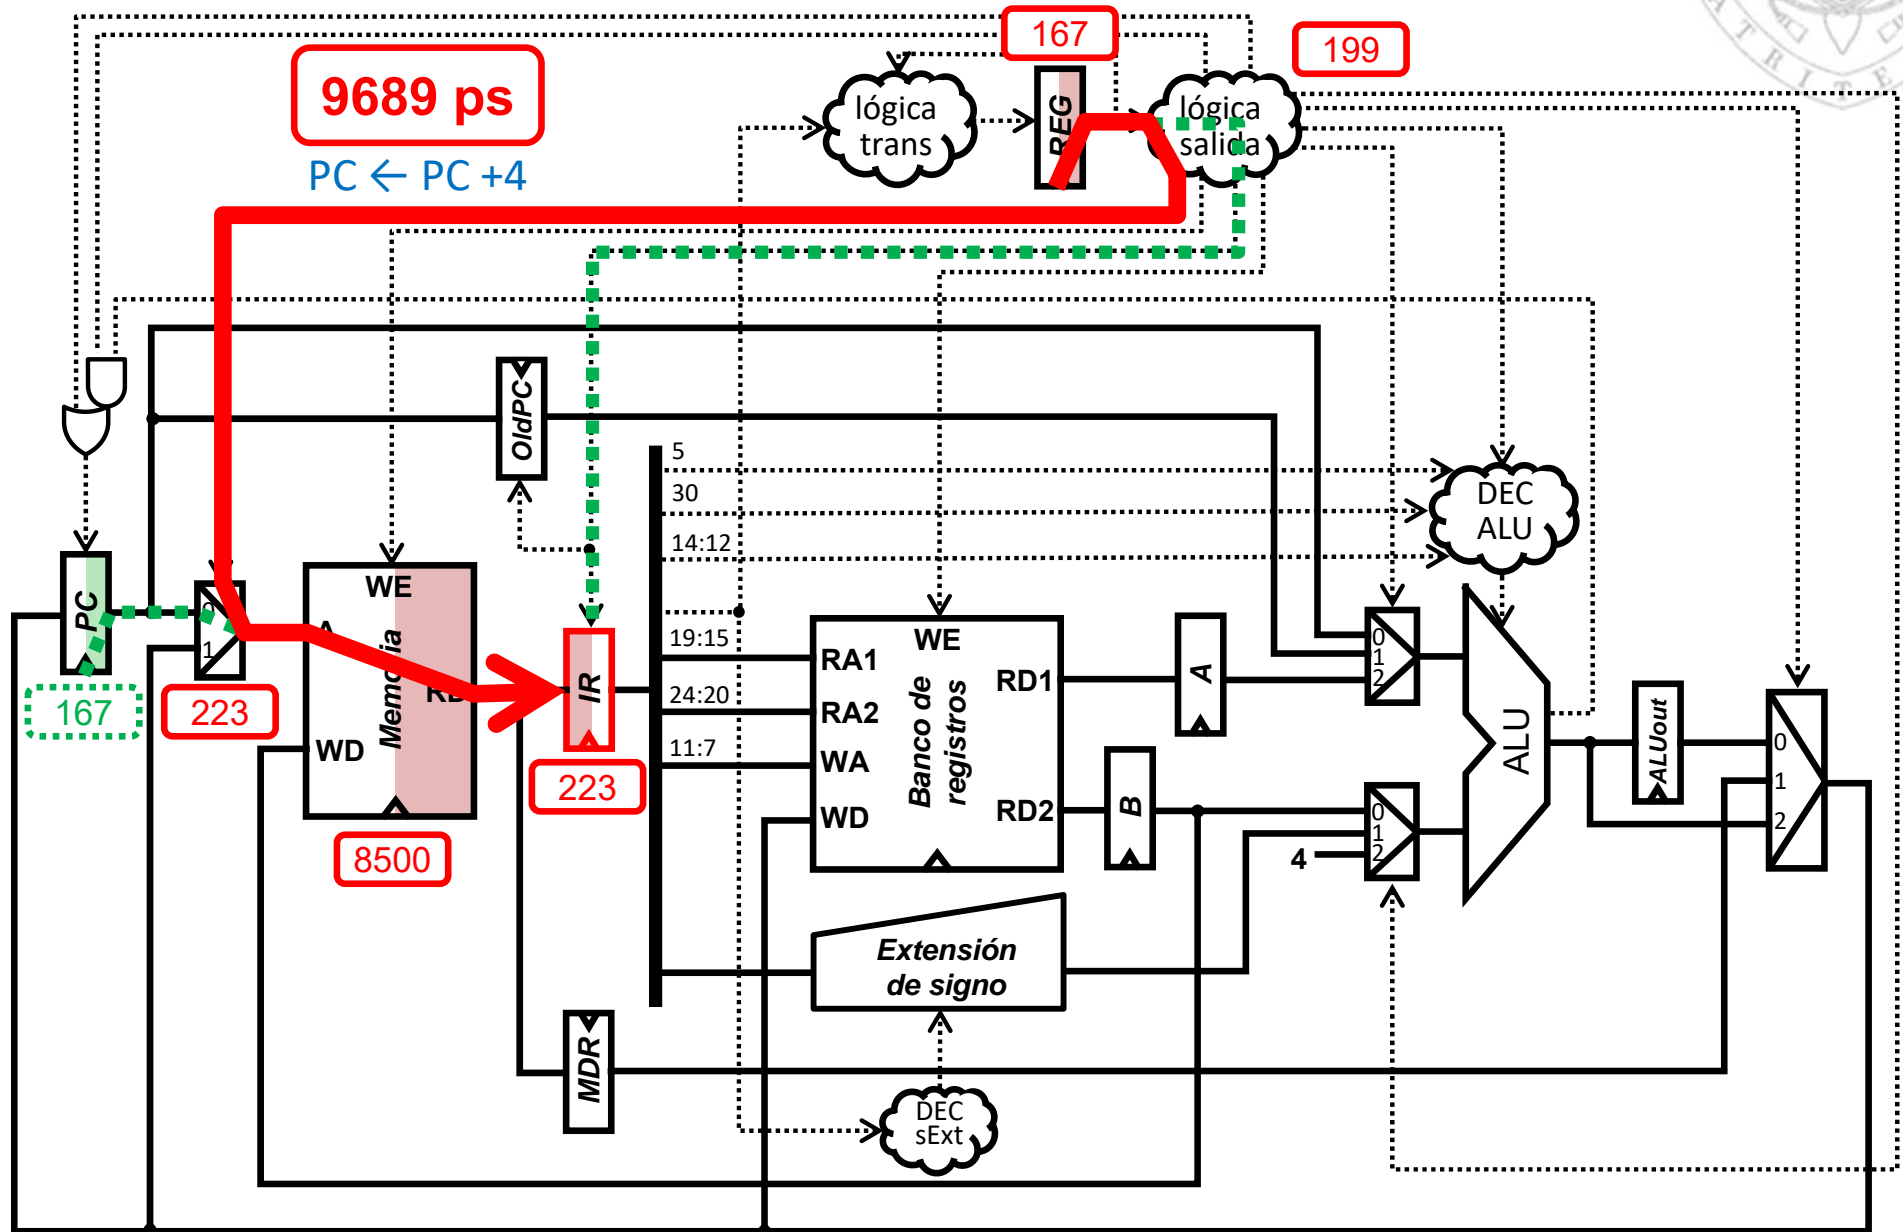 167
199
9689 ps
PC ← PC +4
lógica
trans
REG
lógica
salida
OldPC
5
30
14:12
19:15
24:20
11:7
DEC
ALU
PC
167
0
1
223
WE
A
Memoria
RD
WD
8500
IR
223
WE
RA1
RA2
WA
WD
Banco de
registros
RD1
RD2
A
B
0
1
2
0
1
2
4
ALU
ALUout
0
1
2
Extensión
de signo
MDR
DEC
sExt
A T R I T E